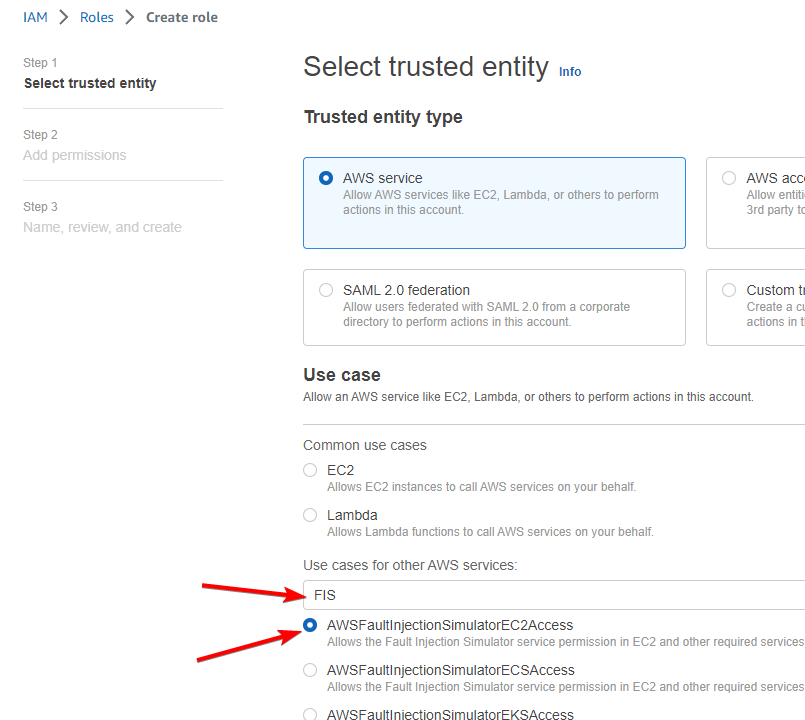 IAM > Roles > Create role
Step 1
Select trusted entity
Step 2
Add permissions
Step 3
Name, review, and create
Select trusted entity Info
Trusted entity type
AWS service
Allow AWS services like EC2, Lambda, or others to perform
actions in this account.
AWS acc
Allow entiti
3rd party to
SAML 2.0 federation
Allow users federated with SAML 2.0 from a corporate
directory to perform actions in this account.
Custom tr
Create a cu
actions in t
Use case
Allow an AWS service like EC2, Lambda, or others to perform actions in this account.
Common use cases
EC2
Allows EC2 instances to call AWS services on your behalf.
Lambda
Allows Lambda functions to call AWS services on your behalf.
Use cases for other AWS services:
FIS
AWSFaultInjectionSimulatorEC2Access
Allows the Fault Injection Simulator service permission in EC2 and other required services
AWSFaultInjectionSimulatorECSAccess
Allows the Fault Injection Simulator service permission in EC2 and other required services
AWSFaultInjectionSimulatorEKSAccess